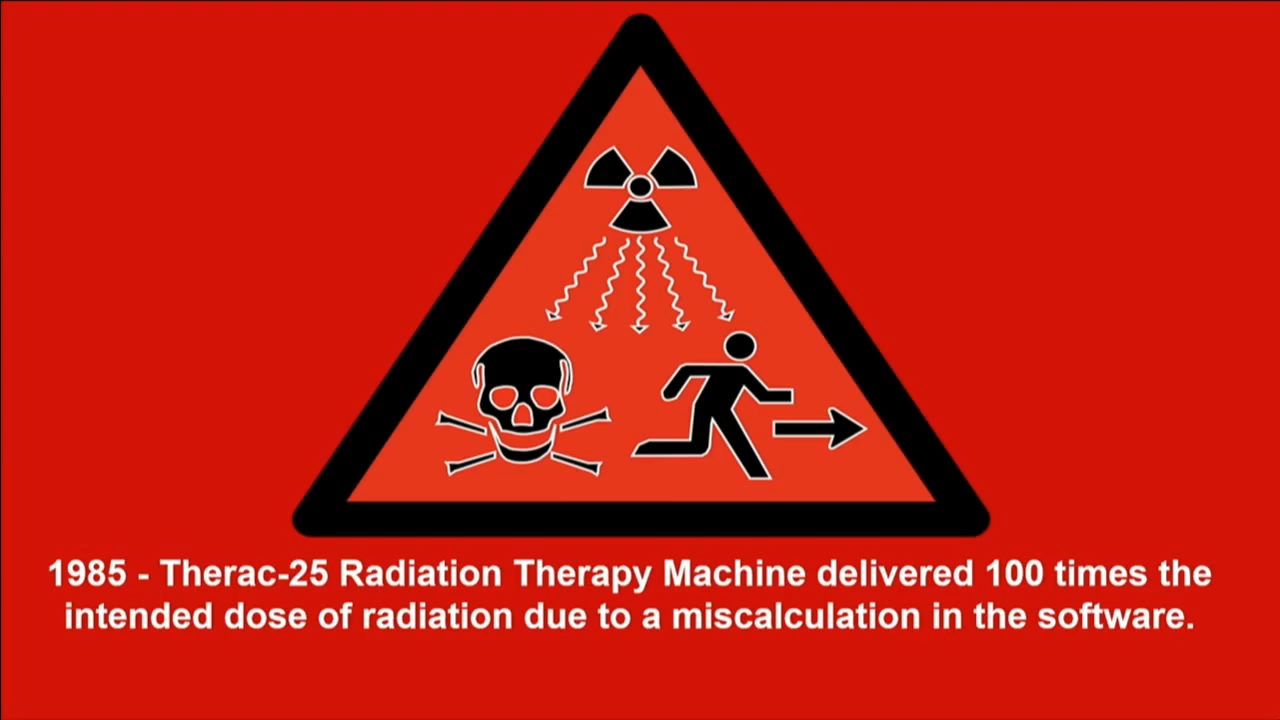 1985 - Therac-25 Radiation Therapy Machine delivered 100 times the
intended dose of radiation due to a miscalculation in the software.